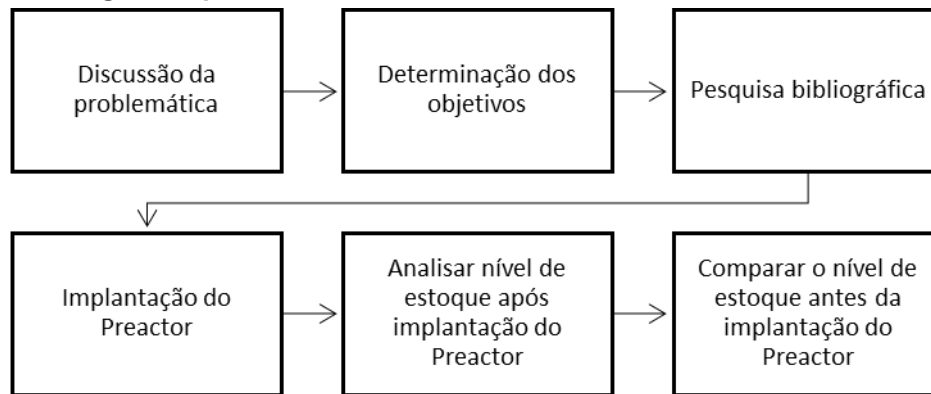 Discussão da
problemática
Determinação dos
objetivos
Pesquisa bibliográfica
Implantação do
Preactor
Analisar nível de
estoque após
implantação do
Preactor
Comparar o nível de
estoque antes da
implantação do
Preactor